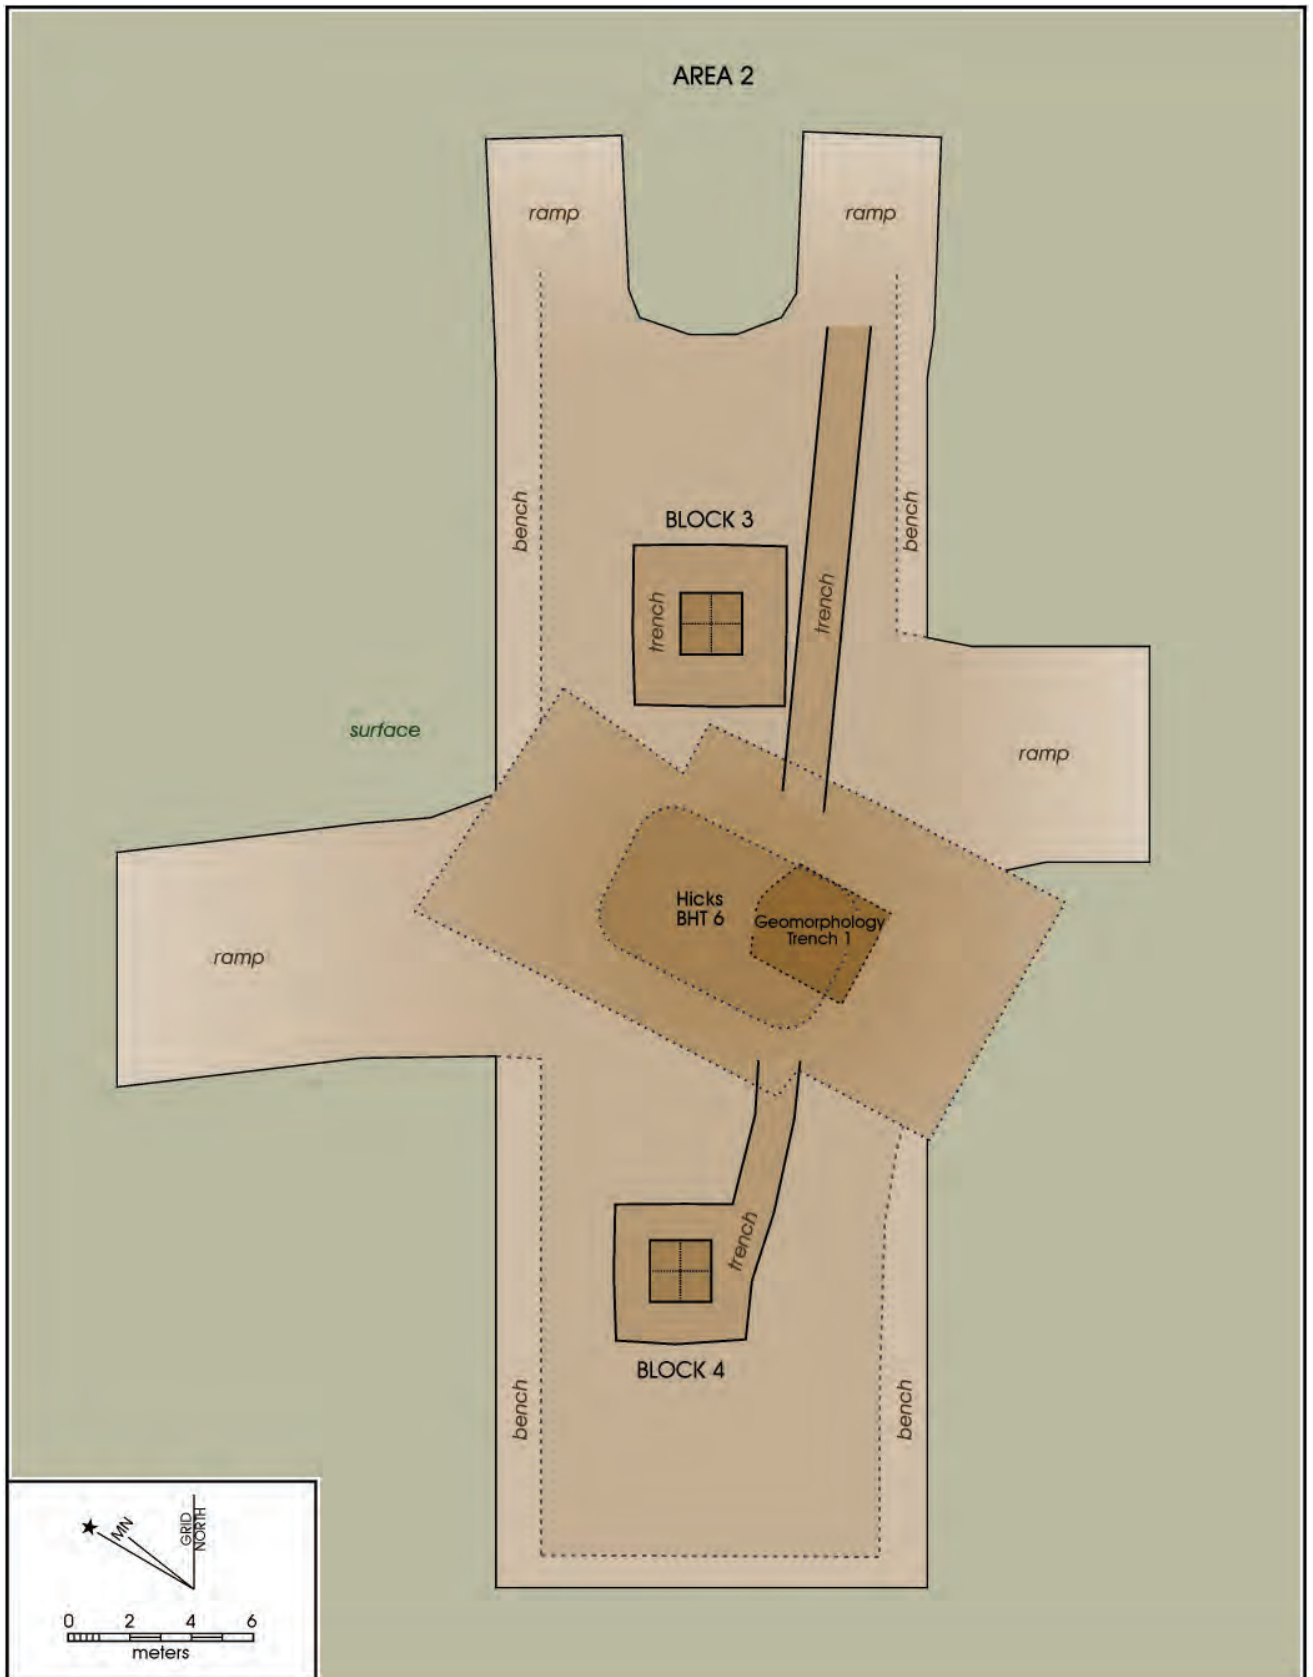 AREA 2
ramp
ramp
bench
BLOCK 3
bench
trench
trench
surface
ramp
Hicks
BHT 6
Geomorphology
Trench 1
ramp
trench
BLOCK 4
bench
bench
MN
GRID
NORTH
0 2 4 6
meters